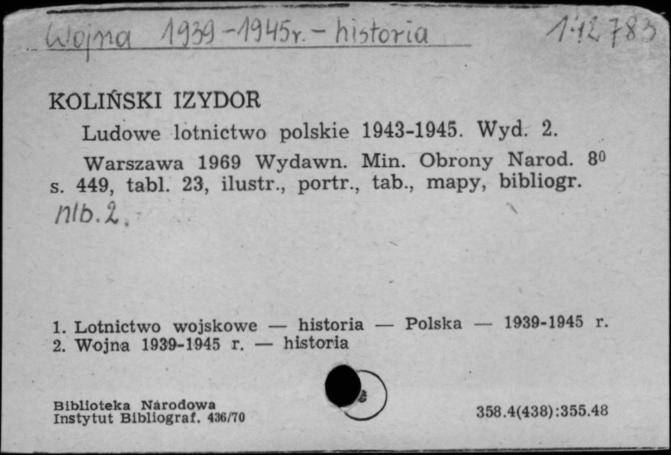 Wojna 1939-1945r. - historia 142783
KOLIŃSKI IZYDOR
Ludowe lotnictwo polskie 1943-1945. Wyd. 2.
Warszawa 1969 Wydawn. Min. Obrony Narod. 8⁰
s. 449, tabl. 23, ilustr., portr., tab., mapy, bibliogr.
nlb. 2.
1. Lotnictwo wojskowe — historia — Polska — 1939-1945 r.
2. Wojna 1939-1945 r. — historia
Biblioteka Narodowa
Instytut Bibliograf. 436/70
358.4(438):355.48